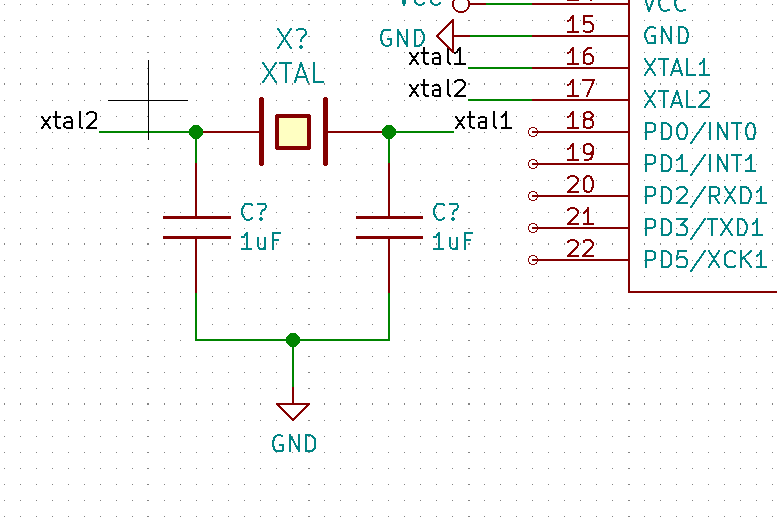 VCC
VCC
GND
15
GND
X?
XTAL
xtal1
16
XTAL1
xtal2
17
XTAL2
xtal2
xtal1
18
PD0/INT0
19
PD1/INT1
20
PD2/RXD1
21
PD3/TXD1
22
PD5/XCK1
C?
1uF
C?
1uF
GND